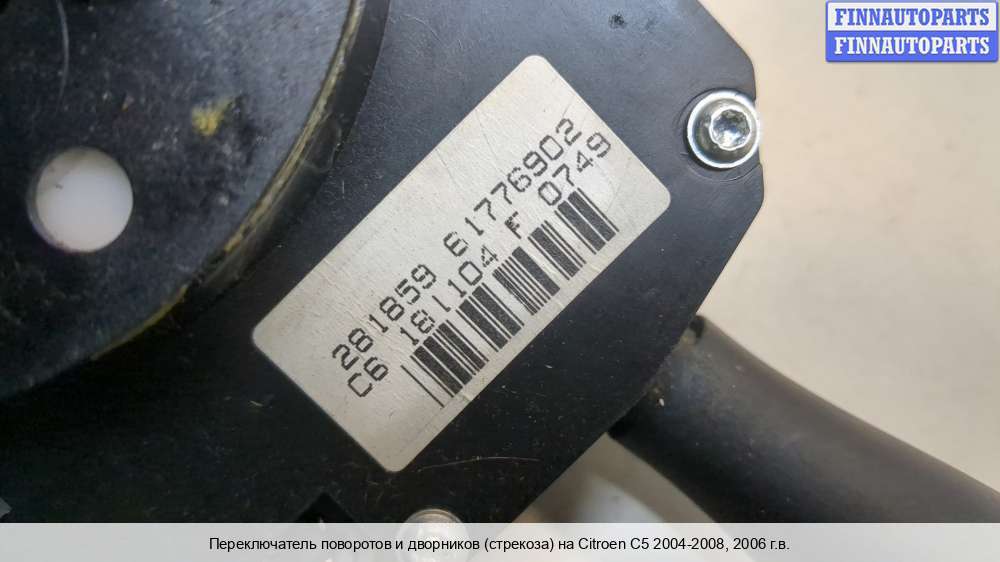 FINNAUTOPARTS
FINNAUTOPARTS
281859 61776902
C6 181104 F 0749
Переключатель поворотов и дворников (стрекоза) на Citroen C5 2004-2008, 2006 г.в.